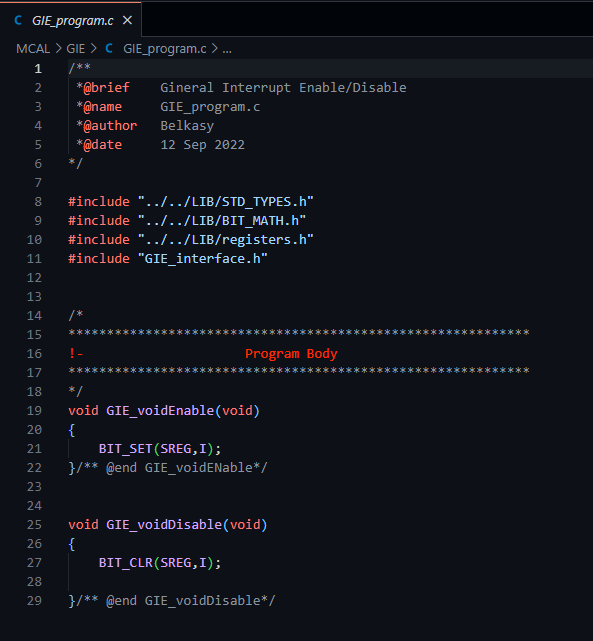 C GIE_program.c ×
MCAL > GIE > C GIE_program.c > ...
1 /**
2 *@brief Gineral Interrupt Enable/Disable
3 *@name GIE_program.c
4 *@author Belkasy
5 *@date 12 Sep 2022
6 */
7
8 #include "../../LIB/STD_TYPES.h"
9 #include "../../LIB/BIT_MATH.h"
10 #include "../../LIB/registers.h"
11 #include "GIE_interface.h"
12
13
14 /*
15 ************************************************************
16 !- Program Body
17 ************************************************************
18 */
19 void GIE_voidEnable(void)
20 {
21 BIT_SET(SREG,I);
22 }/** @end GIE_voidENable*/
23
24
25 void GIE_voidDisable(void)
26 {
27 BIT_CLR(SREG,I);
28
29 }/** @end GIE_voidDisable*/